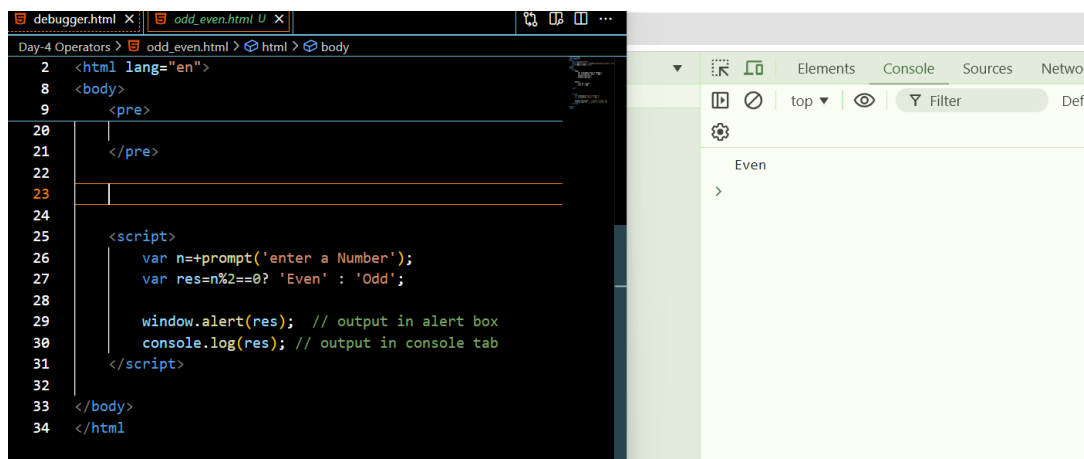 debugger.html ×  odd_even.html U ×  ···
Day-4 Operators > odd_even.html > html > body
2 <html lang="en">
8 <body>
9     <pre>
20
21     </pre>
22
23
24
25     <script>
26         var n=+prompt('enter a Number');
27         var res=n%2==0? 'Even' : 'Odd';
28
29         window.alert(res);  // output in alert box
30         console.log(res); // output in console tab
31     </script>
32
33 </body>
34 </html
Elements Console Sources Netwo
top ▼ Filter Def
Even
>